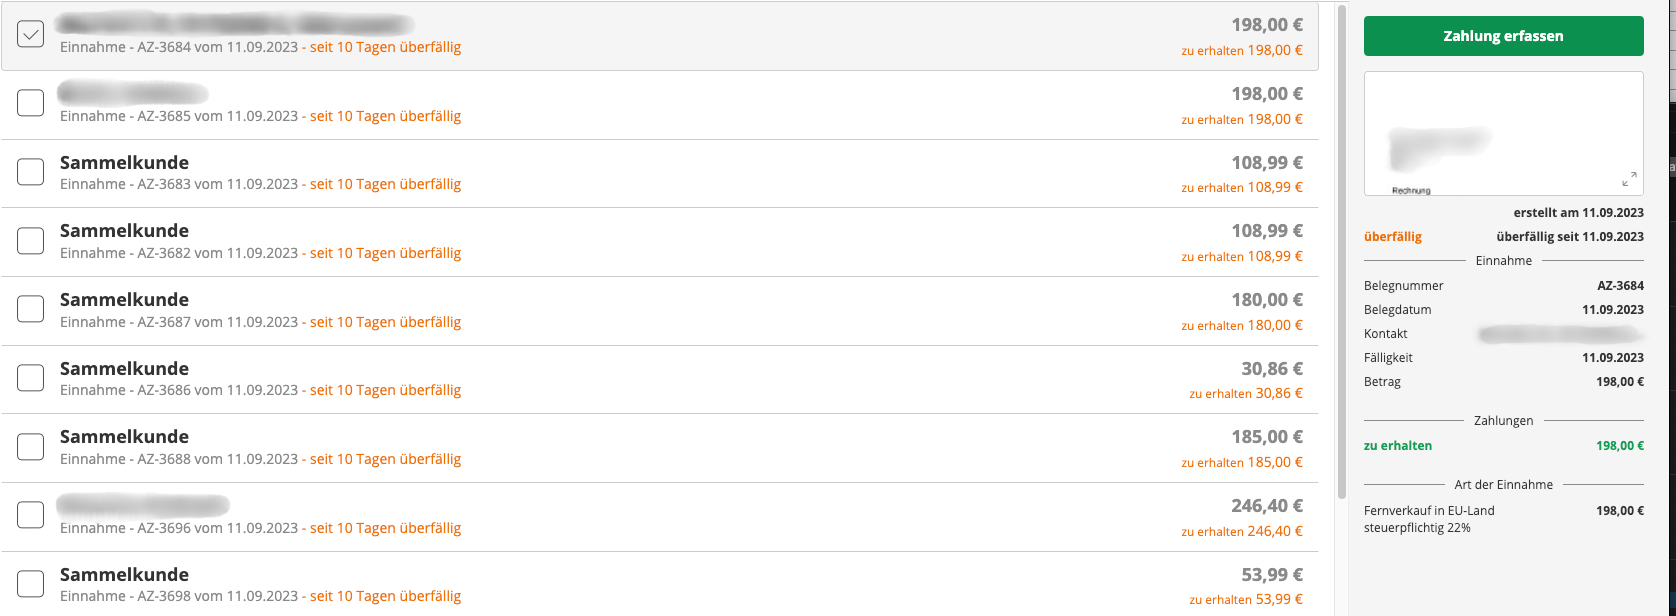 198,00 €
Einnahme - AZ-3684 vom 11.09.2023 - seit 10 Tagen überfällig
zu erhalten 198,00 €
198,00 €
Einnahme - AZ-3685 vom 11.09.2023 - seit 10 Tagen überfällig
zu erhalten 198,00 €
Sammelkunde
108,99 €
Einnahme - AZ-3683 vom 11.09.2023 - seit 10 Tagen überfällig
zu erhalten 108,99 €
Sammelkunde
108,99 €
Einnahme - AZ-3682 vom 11.09.2023 - seit 10 Tagen überfällig
zu erhalten 108,99 €
Sammelkunde
180,00 €
Einnahme - AZ-3687 vom 11.09.2023 - seit 10 Tagen überfällig
zu erhalten 180,00 €
Sammelkunde
30,86 €
Einnahme - AZ-3686 vom 11.09.2023 - seit 10 Tagen überfällig
zu erhalten 30,86 €
Sammelkunde
185,00 €
Einnahme - AZ-3688 vom 11.09.2023 - seit 10 Tagen überfällig
zu erhalten 185,00 €
246,40 €
Einnahme - AZ-3696 vom 11.09.2023 - seit 10 Tagen überfällig
zu erhalten 246,40 €
Sammelkunde
53,99 €
Einnahme - AZ-3698 vom 11.09.2023 - seit 10 Tagen überfällig
zu erhalten 53,99 €
Zahlung erfassen
Rechnung
erstellt am 11.09.2023
überfällig überfällig seit 11.09.2023
Einnahme
Belegnummer AZ-3684
Belegdatum 11.09.2023
Kontakt
Fälligkeit 11.09.2023
Betrag 198,00 €
Zahlungen
zu erhalten 198,00 €
Art der Einnahme
Fernverkauf in EU-Land 198,00 €
steuerpflichtig 22%